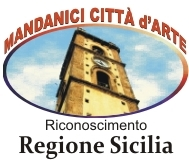 MANDANICI CITTÀ d'ARTE
Riconoscimento
Regione Sicilia